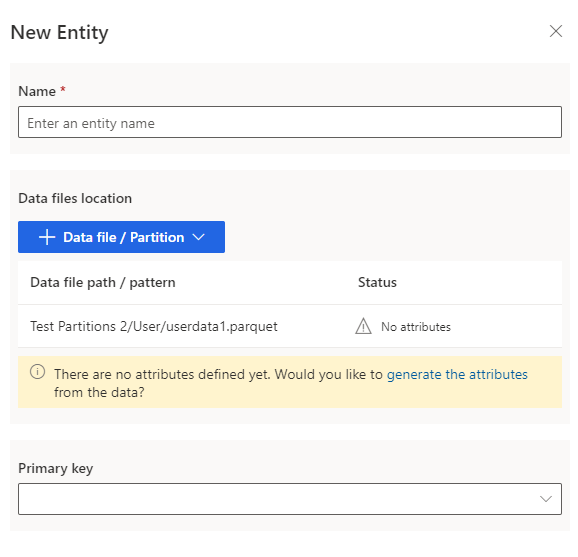 New Entity
Name *
Enter an entity name
Data files location
Data file / Partition
Data file path / pattern Status
Test Partitions 2/User/userdata1.parquet No attributes
There are no attributes defined yet. Would you like to generate the attributes
from the data?
Primary key